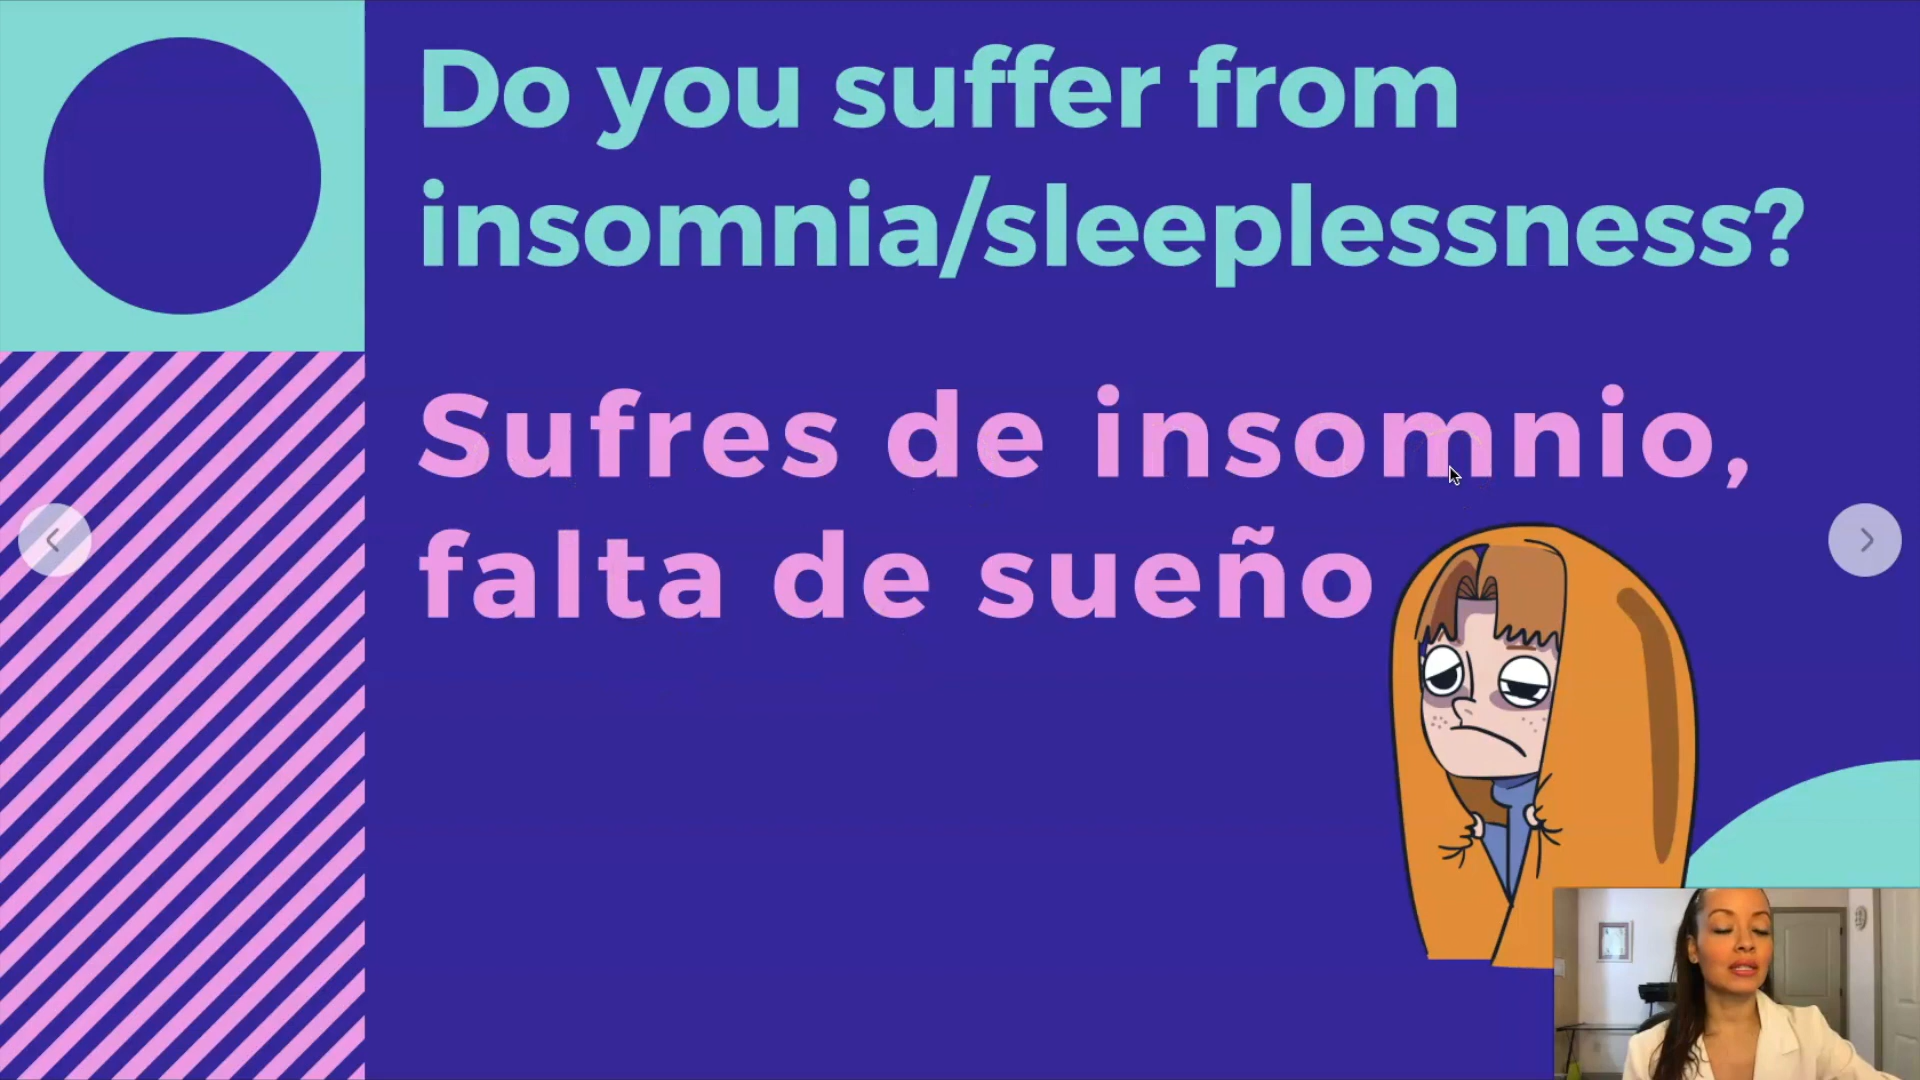 Do you suffer from
insomnia/sleeplessness?
Sufres de insomnio,
falta de sueño